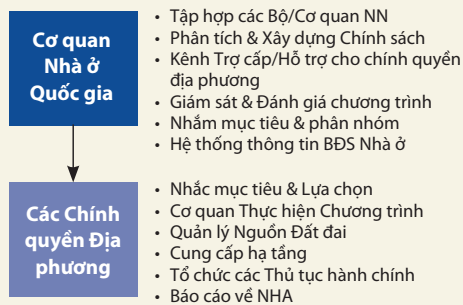 Cơ quan
Nhà ở
Quốc gia
• Tập hợp các Bộ/Cơ quan NN
• Phân tích & Xây dựng Chính sách
• Kênh Trợ cấp/Hỗ trợ cho chính quyền
địa phương
• Giám sát & Đánh giá chương trình
• Nhắm mục tiêu & phân nhóm
• Hệ thống thông tin BĐS Nhà ở
Các Chính
quyền Địa
phương
• Nhắc mục tiêu & Lựa chọn
• Cơ quan Thực hiện Chương trình
• Quản lý Nguồn Đất đai
• Cung cấp hạ tầng
• Tổ chức các Thủ tục hành chính
• Báo cáo về NHA